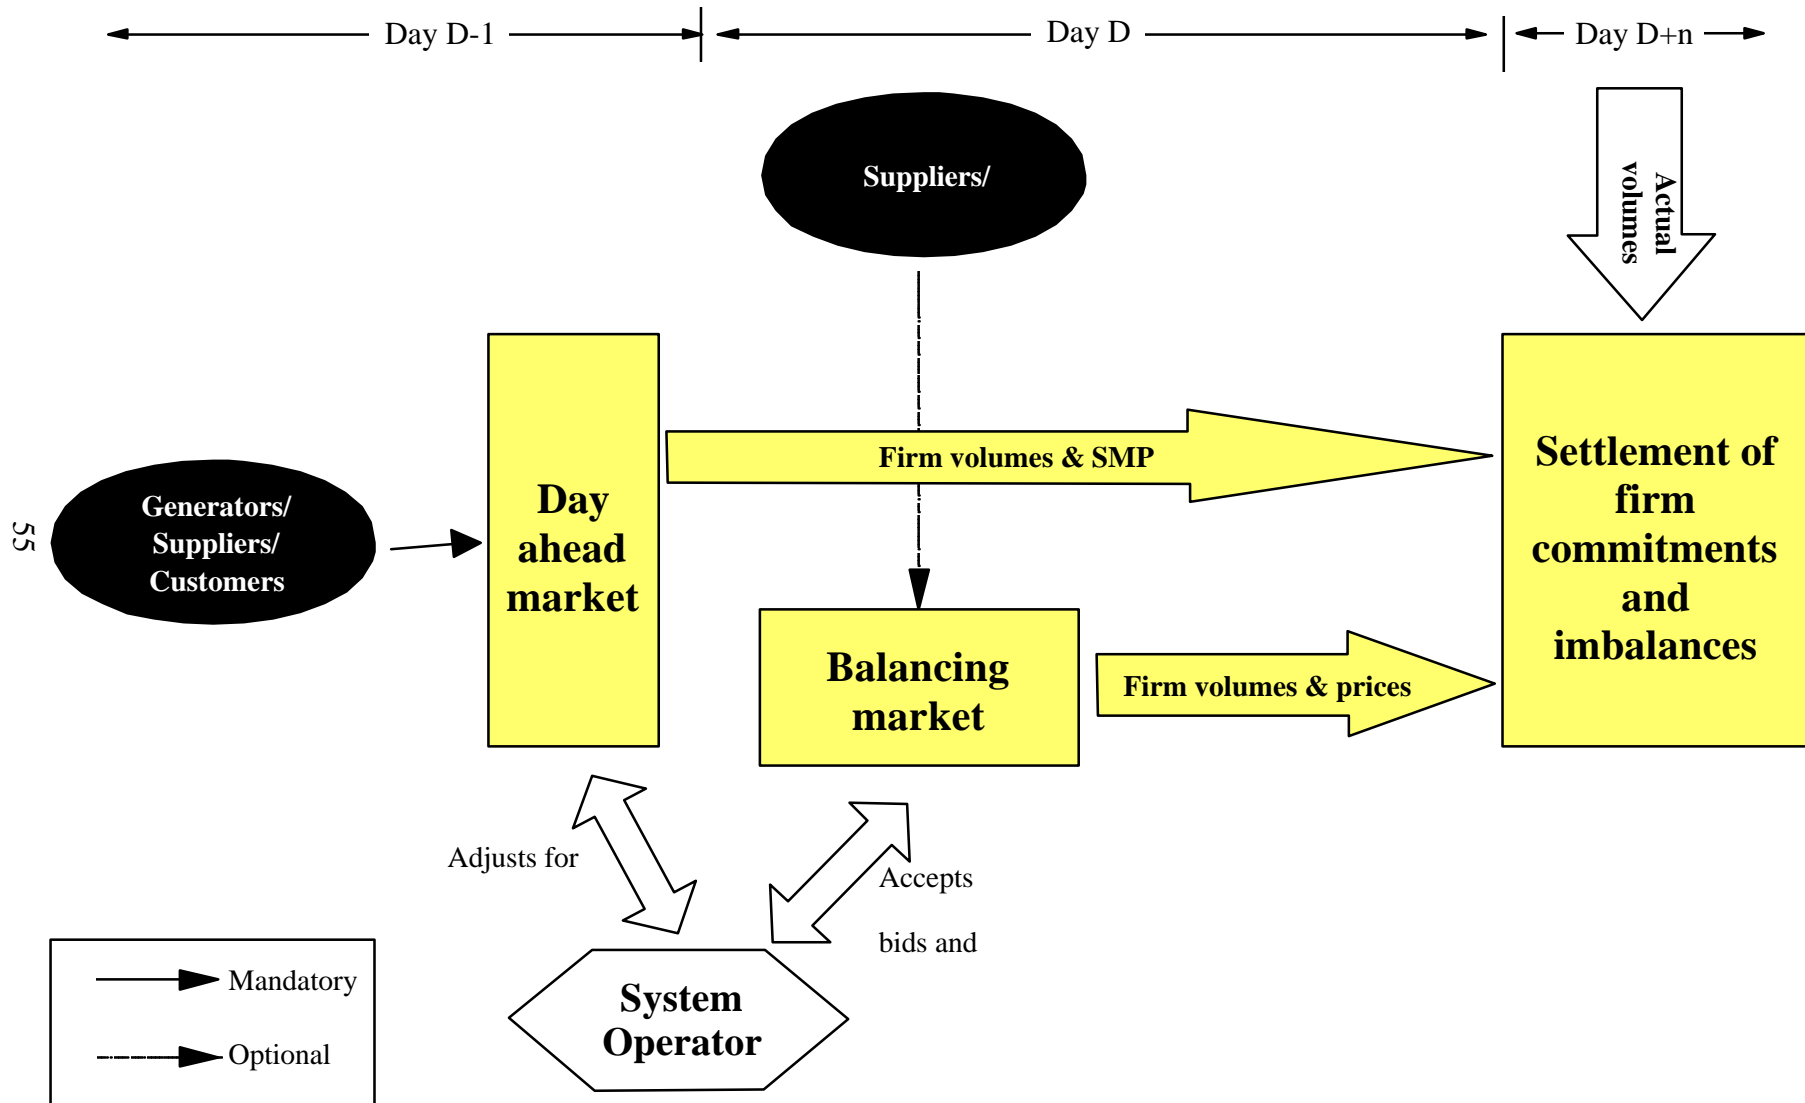 Day D-1
Day D
Day D+n
Suppliers/
Actual
volumes
Firm volumes & SMP
Generators/
Suppliers/
Customers
Day
ahead
market
Settlement of
firm
commitments
and
imbalances
55
Balancing
market
Firm volumes & prices
Adjusts for
Accepts
bids and
System
Operator
Mandatory
Optional